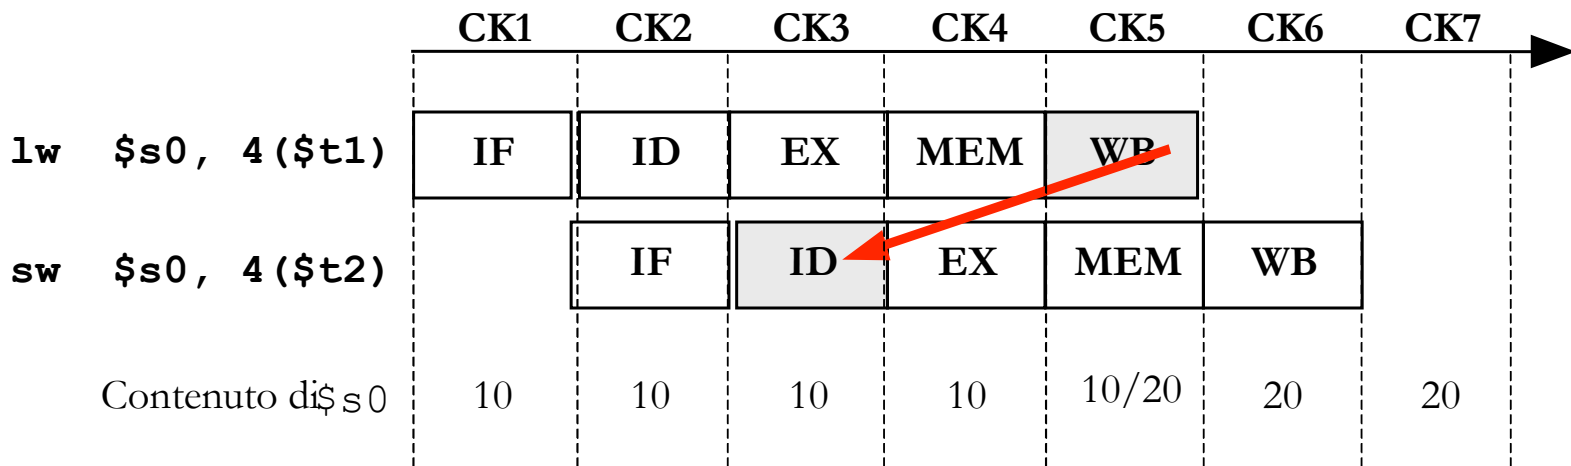 CK1 CK2 CK3 CK4 CK5 CK6 CK7
lw $s0, 4($t1) IF ID EX MEM WB
sw $s0, 4($t2) IF ID EX MEM WB
Contenuto di $s0 10 10 10 10 10/20 20 20